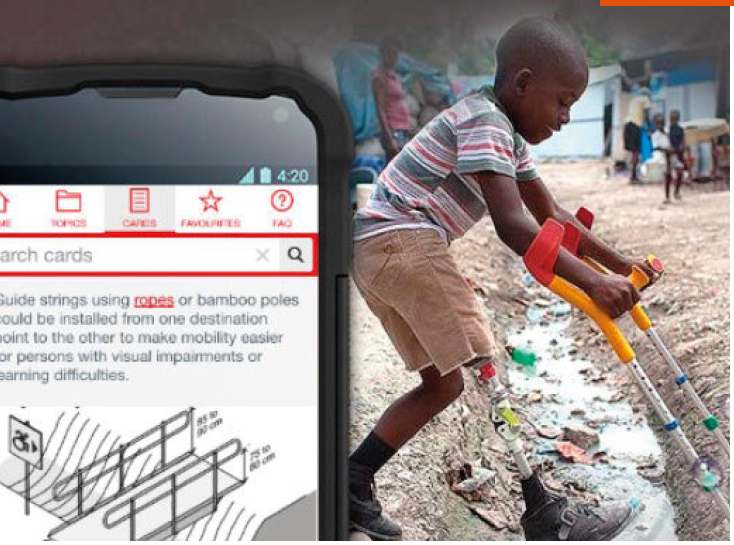 4:20
ME TOPICS CARDS FAVOURITES FAQ
arch cards
Guide strings using ropes or bamboo poles
could be installed from one destination
point to the other to make mobility easier
or persons with visual impairments or
earning difficulties.
85 to
90 cm
75 to
80 cm